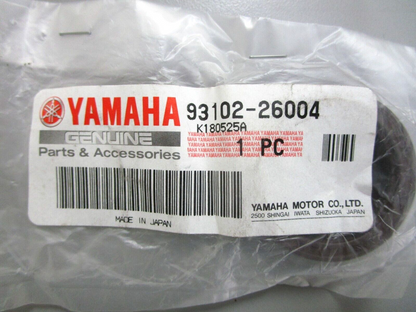 YAMAHA 93102-26004
K180525A
GENUINE
Parts & Accessories
1 PC
MADE IN JAPAN
YAMAHA MOTOR CO.,LTD.
2500 SHINGAI IWATA SHIZUOKA, JAPAN